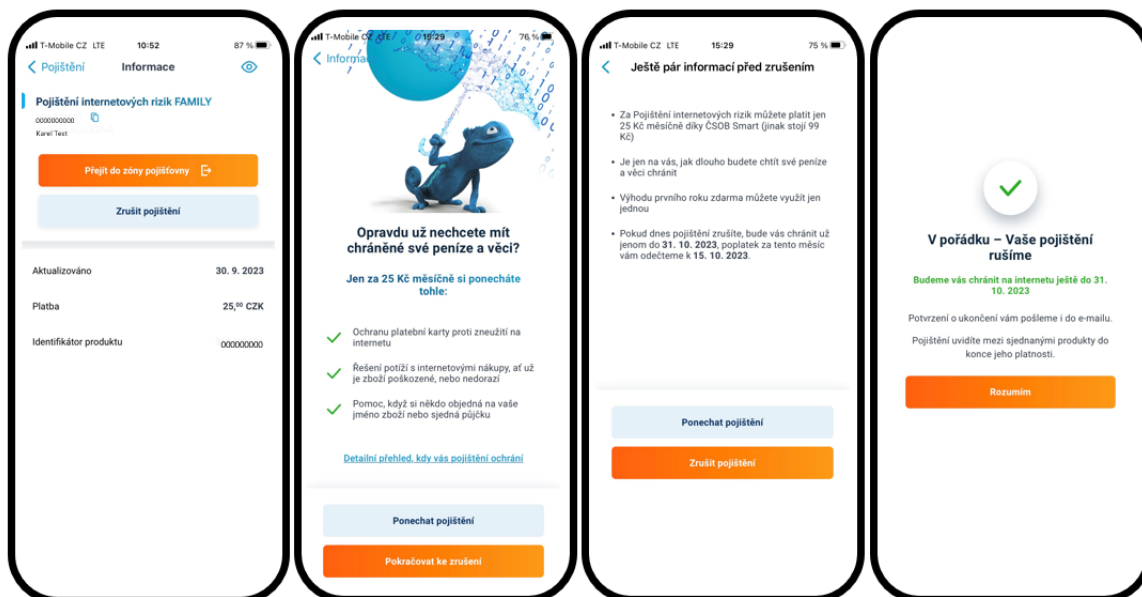 T-Mobile CZ LTE 10:52 87 %
Pojištění Informace
Pojištění internetových rizik FAMILY
0000000000
Karel Test
Přejít do zóny pojišťovny
Zrušit pojištění
Aktualizováno 30. 9. 2023
Platba 25,⁰⁰ CZK
Identifikátor produktu 000000000
T-Mobile CZ LTE 15:29 76 %
Opravdu už nechcete mít
chráněné své peníze a věci?
Jen za 25 Kč měsíčně si ponecháte
tohle:
Ochranu platební karty proti zneužití na
internetu
Řešení potíží s internetovými nákupy, ať už
je zboží poškozené, nebo nedorazí
Pomoc, když si někdo objedná na vaše
jméno zboží nebo sjedná půjčku
Detailní přehled, kdy vás pojištění ochrání
Ponechat pojištění
Pokračovat ke zrušení
T-Mobile CZ LTE 15:29 75 %
Ještě pár informací před zrušením
• Za Pojištění internetových rizik můžete platit jen
25 Kč měsíčně díky ČSOB Smart (jinak stojí 99
Kč)
• Je jen na vás, jak dlouho budete chtít své peníze
a věci chránit
• Výhodu prvního roku zdarma můžete využít jen
jednou
• Pokud dnes pojištění zrušíte, bude vás chránit už
jenom do 31. 10. 2023, poplatek za tento měsíc
vám odečteme k 15. 10. 2023.
Ponechat pojištění
Zrušit pojištění
V pořádku – Vaše pojištění
rušíme
Budeme vás chránit na internetu ještě do 31.
10. 2023
Potvrzení o ukončení vám pošleme i do e-mailu.
Pojištění uvidíte mezi sjednanými produkty do
konce jeho platnosti.
Rozumím